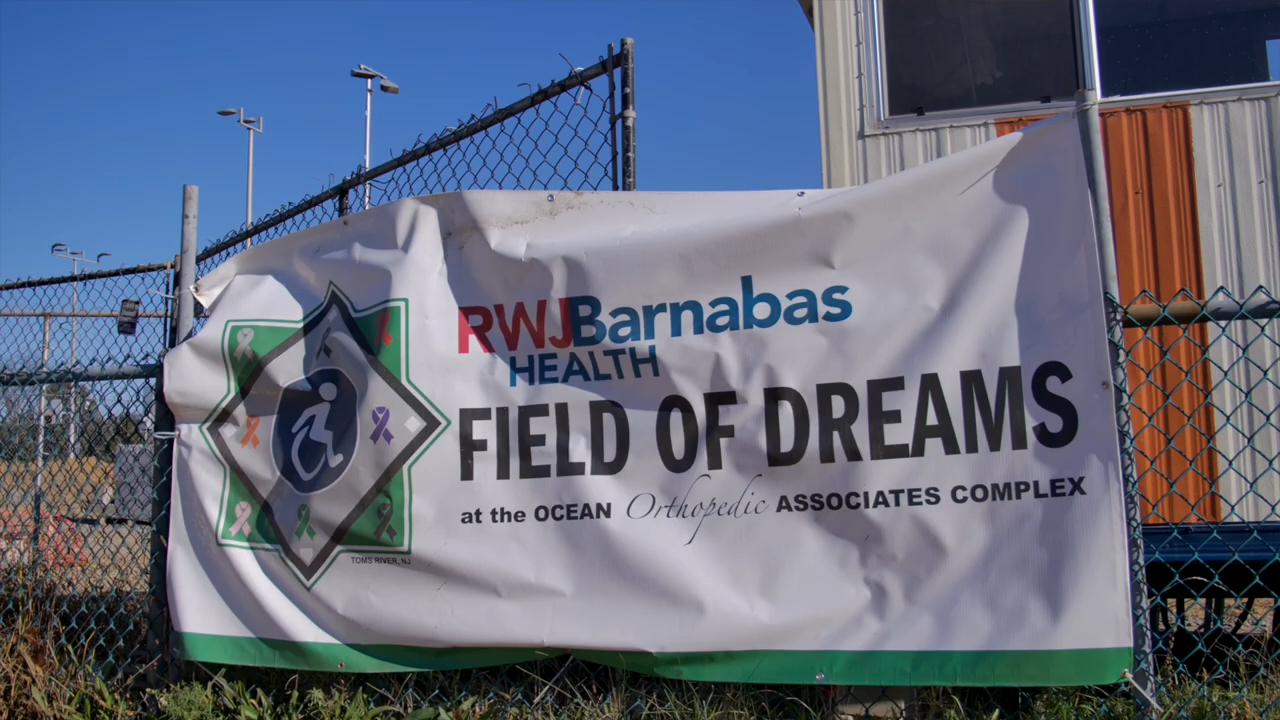 RWJBarnabas
HEALTH
FIELD OF DREAMS
at the OCEAN Orthopedic ASSOCIATES COMPLEX
TOMS RIVER, NJ